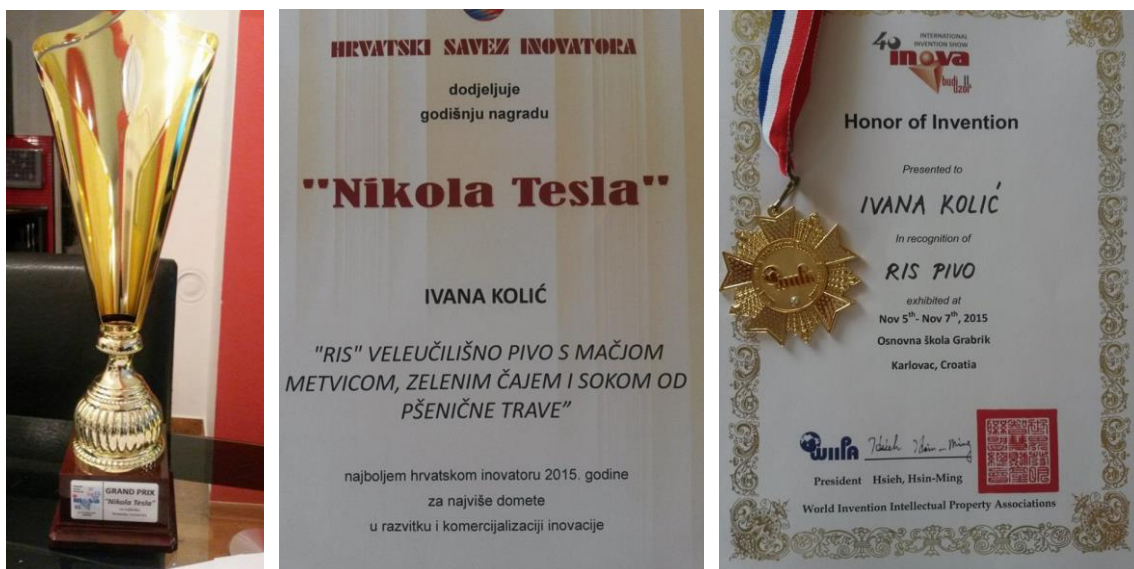 GRAND PRIX
"Nikola Tesla"
HRVATSKI SAVEZ INOVATORA
dodjeljuje
godišnju nagradu
"Nikola Tesla"
IVANA KOLIĆ
"RIS" VELEUČILIŠNO PIVO S MAČJOM
METVICOM, ZELENIM ČAJEM I SOKOM OD
PŠENIČNE TRAVE”
najboljem hrvatskom inovatoru 2015. godine
za najviše domete
u razvitku i komercijalizaciji inovacije
40 INTERNATIONAL
INVENTION SHOW
inova
budi uzor
Honor of Invention
Presented to
IVANA KOLIĆ
In recognition of
RIS PIVO
exhibited at
Nov 5th- Nov 7th, 2015
Osnovna škola Grabrik
Karlovac, Croatia
WIIPA
President Hsieh, Hsin-Ming
World Invention Intellectual Property Associations